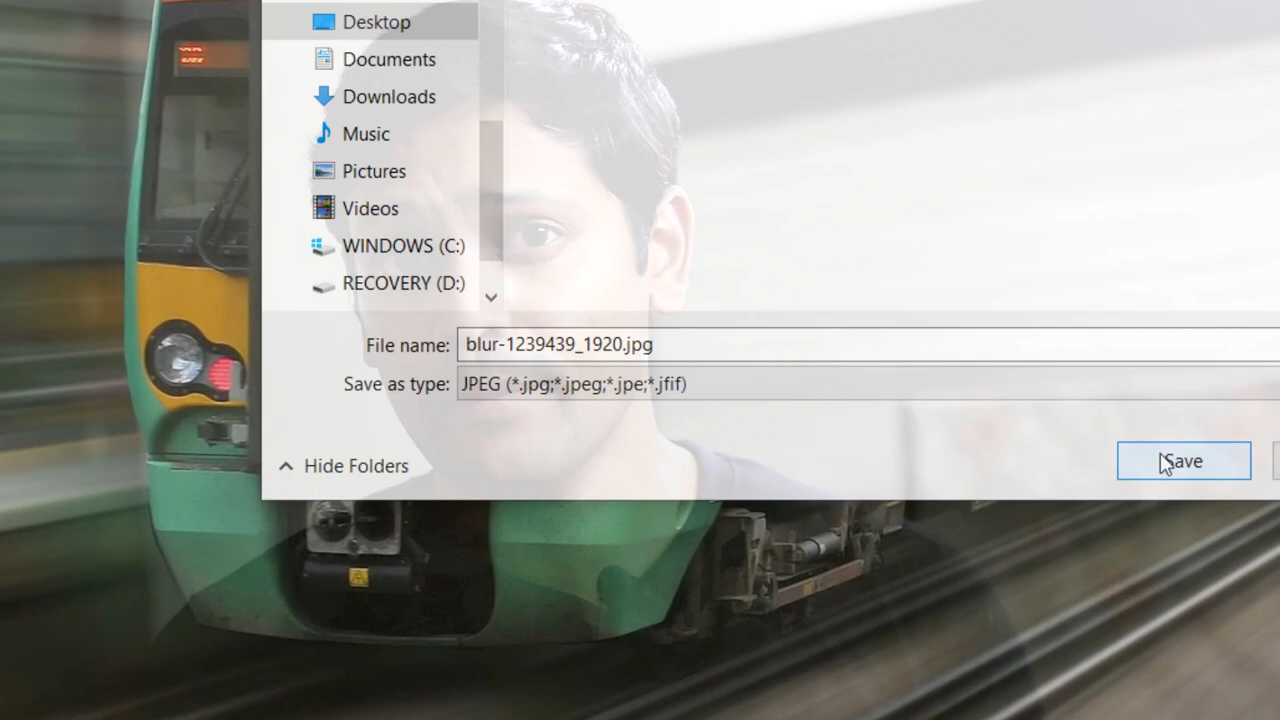 Desktop
Documents
Downloads
Music
Pictures
Videos
WINDOWS (C:)
RECOVERY (D:)
File name: blur-1239439_1920.jpg
Save as type: JPEG (*.jpg;*.jpeg;*.jpe;*.jfif)
Hide Folders
Save